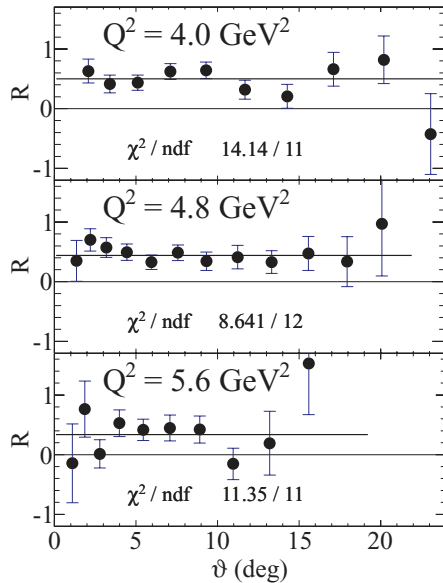 Q² = 4.0 GeV²
1
R
0
χ² / ndf 14.14 / 11
-1
Q² = 4.8 GeV²
1
R
0
χ² / ndf 8.641 / 12
-1
Q² = 5.6 GeV²
1
R
0
χ² / ndf 11.35 / 11
-1
0 5 10 15 20
ϑ (deg)